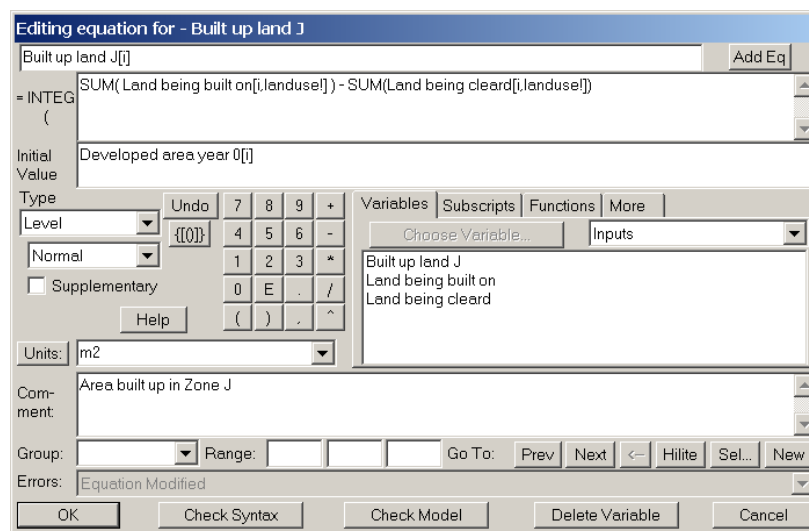 Editing equation for - Built up land J
Built up land J[i]
Add Eq
= INTEG (
SUM( Land being built on[i,landuse!] ) - SUM(Land being cleard[i,landuse!])
Initial Value
Developed area year 0[i]
Type
Level
Normal
Supplementary
Help
Undo 7 8 9 +
{[()]} 4 5 6 -
1 2 3 *
0 E . /
( ) , ^
Variables Subscripts Functions More
Choose Variable... Inputs
Built up land J
Land being built on
Land being cleard
Units: m2
Com-
ment:
Area built up in Zone J
Group: Range: Go To: Prev Next <- Hilite Sel... New
Errors: Equation Modified
OK Check Syntax Check Model Delete Variable Cancel